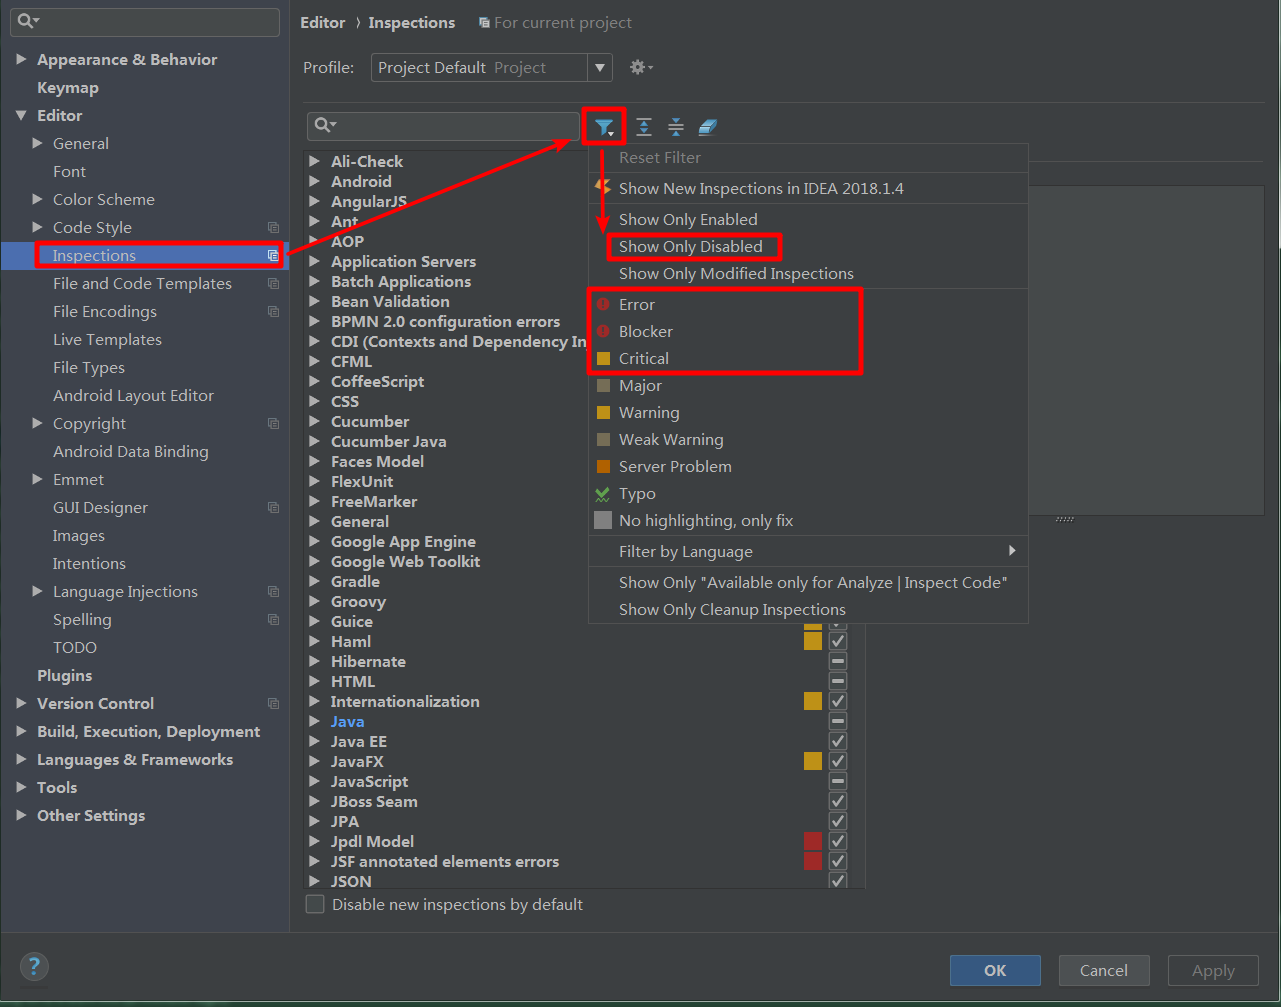 Appearance & Behavior
Keymap
Editor
General
Font
Color Scheme
Code Style
Inspections
File and Code Templates
File Encodings
Live Templates
File Types
Android Layout Editor
Copyright
Android Data Binding
Emmet
GUI Designer
Images
Intentions
Language Injections
Spelling
TODO
Plugins
Version Control
Build, Execution, Deployment
Languages & Frameworks
Tools
Other Settings
Editor › Inspections For current project
Profile: Project Default Project
Ali-Check
Android
AngularJS
Ant
AOP
Application Servers
Batch Applications
Bean Validation
BPMN 2.0 configuration errors
CDI (Contexts and Dependency In
CFML
CoffeeScript
CSS
Cucumber
Cucumber Java
Faces Model
FlexUnit
FreeMarker
General
Google App Engine
Google Web Toolkit
Gradle
Groovy
Guice
Haml
Hibernate
HTML
Internationalization
Java
Java EE
JavaFX
JavaScript
JBoss Seam
JPA
Jpdl Model
JSF annotated elements errors
JSON
Disable new inspections by default
Reset Filter
Show New Inspections in IDEA 2018.1.4
Show Only Enabled
Show Only Disabled
Show Only Modified Inspections
Error
Blocker
Critical
Major
Warning
Weak Warning
Server Problem
Typo
No highlighting, only fix
Filter by Language
Show Only "Available only for Analyze | Inspect Code"
Show Only Cleanup Inspections
?
OK Cancel Apply